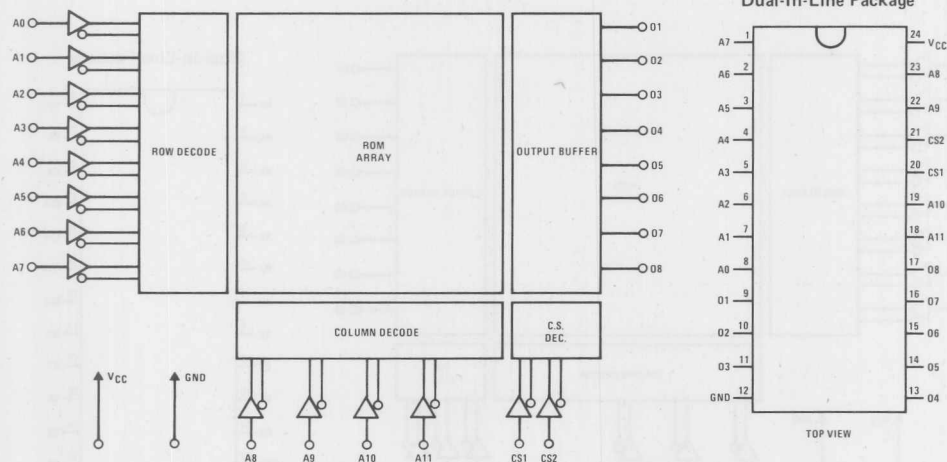 A0
A1
A2
A3
A4
A5
A6
A7
ROW DECODE
ROM
ARRAY
OUTPUT BUFFER
O1
O2
O3
O4
O5
O6
O7
O8
COLUMN DECODE
C.S.
DEC.
VCC
GND
A8
A9
A10
A11
CS1
CS2
Dual-In-Line Package
A7 1
A6 2
A5 3
A4 4
A3 5
A2 6
A1 7
A0 8
O1 9
O2 10
O3 11
GND 12
24 VCC
23 A8
22 A9
21 CS2
20 CS1
19 A10
18 A11
17 O8
16 O7
15 O6
14 O5
13 O4
TOP VIEW